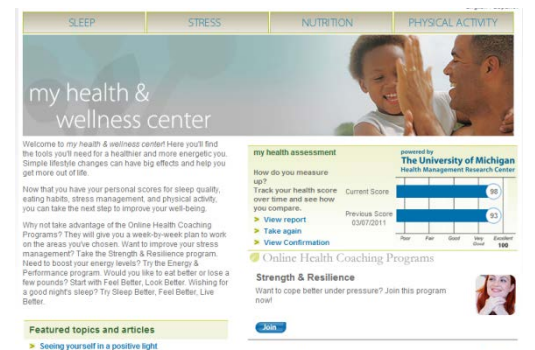 English | Español
SLEEP STRESS NUTRITION PHYSICAL ACTIVITY
my health &
wellness center
Welcome to my health & wellness center! Here you'll find
the tools you'll need for a healthier and more energetic you.
Simple lifestyle changes can have big effects and help you
get more out of life.
Now that you have your personal scores for sleep quality,
eating habits, stress management, and physical activity,
you can take the next step to improve your well-being.
Why not take advantage of the Online Health Coaching
Programs? They will give you a week-by-week plan to work
on the areas you've chosen. Want to improve your stress
management? Take the Strength & Resilience program.
Need to boost your energy levels? Try the Energy &
Performance program. Would you like to eat better or lose a
few pounds? Start with Feel Better, Look Better. Wishing for
a good night's sleep? Try Sleep Better, Feel Better, Live
Better.
Featured topics and articles
Seeing yourself in a positive light
my health assessment
How do you measure
up?
Track your health score
over time and see how
you compare.
View report
Take again
View Confirmation
powered by
The University of Michigan
Health Management Research Center
Current Score 98
Previous Score 93
03/07/2011
Poor Fair Good Very Excellent
Good 100
Online Health Coaching Programs
Strength & Resilience
Want to cope better under pressure? Join this program
now!
Join